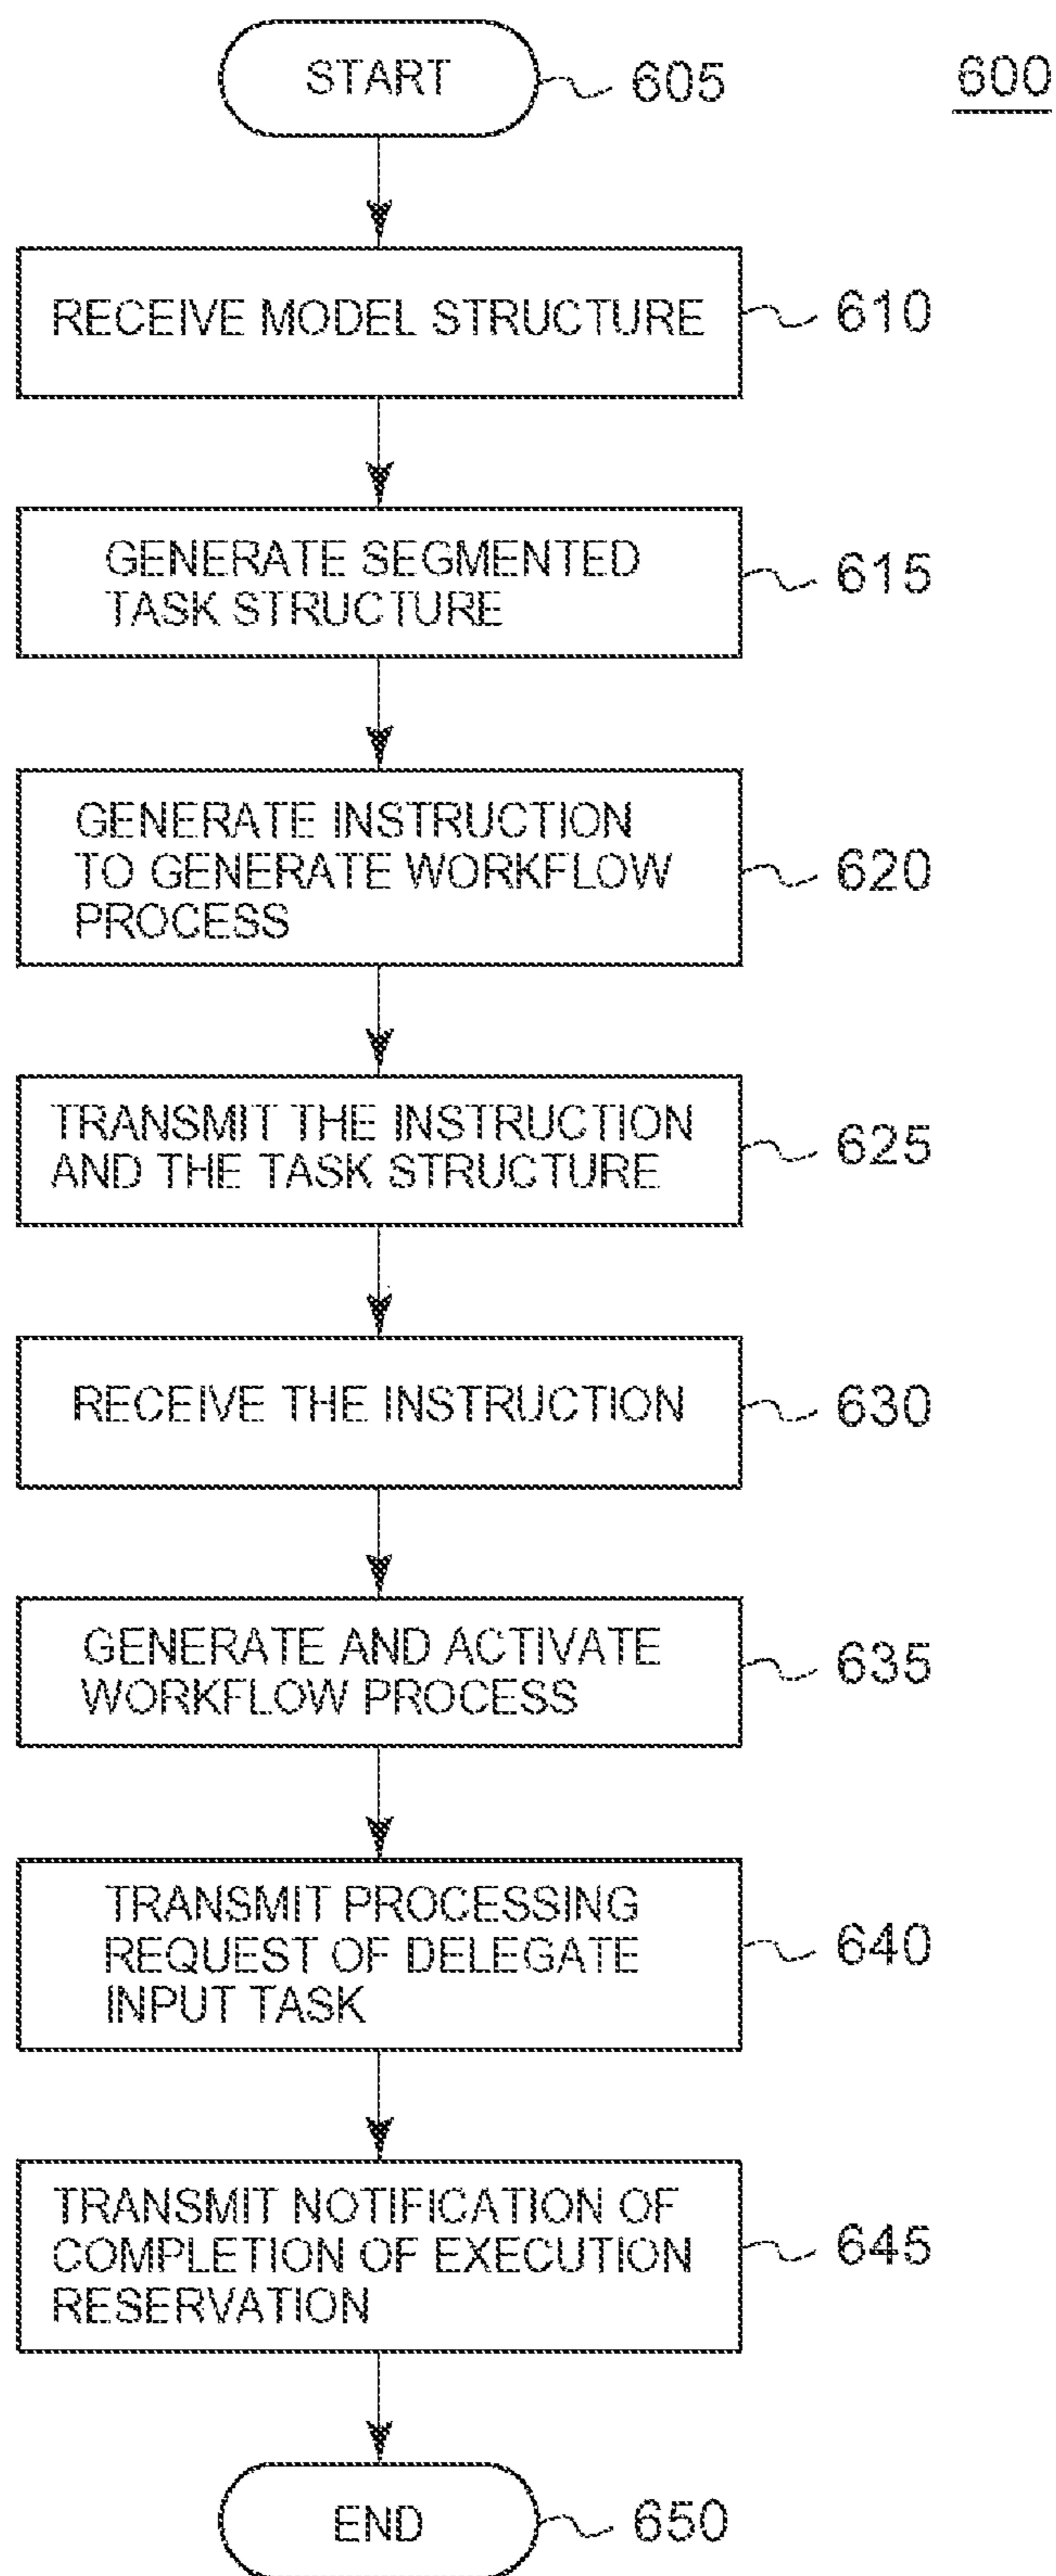 600
START
605
RECEIVE MODEL STRUCTURE
610
GENERATE SEGMENTED
TASK STRUCTURE
615
GENERATE INSTRUCTION
TO GENERATE WORKFLOW
PROCESS
620
TRANSMIT THE INSTRUCTION
AND THE TASK STRUCTURE
625
RECEIVE THE INSTRUCTION
630
GENERATE AND ACTIVATE
WORKFLOW PROCESS
635
TRANSMIT PROCESSING
REQUEST OF DELEGATE
INPUT TASK
640
TRANSMIT NOTIFICATION OF
COMPLETION OF EXECUTION
RESERVATION
645
END
650